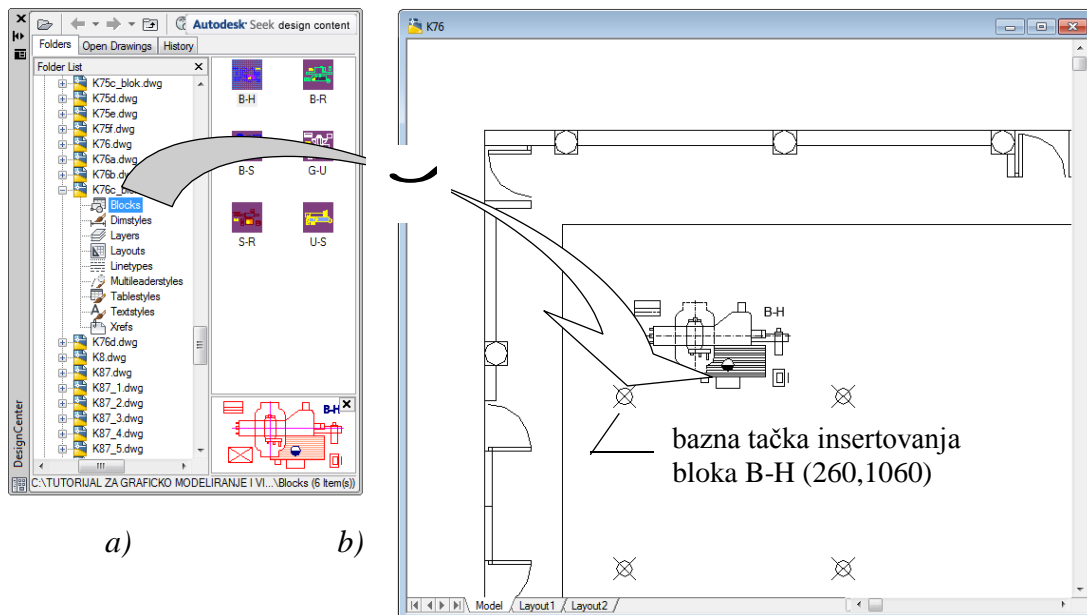 Autodesk® Seek design content
Folders
Open Drawings
History
Folder List
K75c_blok.dwg
K75d.dwg
K75e.dwg
K75f.dwg
K76.dwg
K76a.dwg
K76b.dwg
K76c_blo
Blocks
Dimstyles
Layers
Layouts
Linetypes
Multileaderstyles
Tablestyles
Textstyles
Xrefs
K76d.dwg
K8.dwg
K87.dwg
K87_1.dwg
K87_2.dwg
K87_3.dwg
K87_4.dwg
K87_5.dwg
B-H
B-R
B-S
G-U
S-R
U-S
B-H
DesignCenter
C:\TUTORIJAL ZA GRAFICKO MODELIRANJE I VI...\Blocks (6 Item(s))
a)
b)
K76
B-H
bazna tačka insertovanja
bloka B-H (260,1060)
Model
Layout1
Layout2